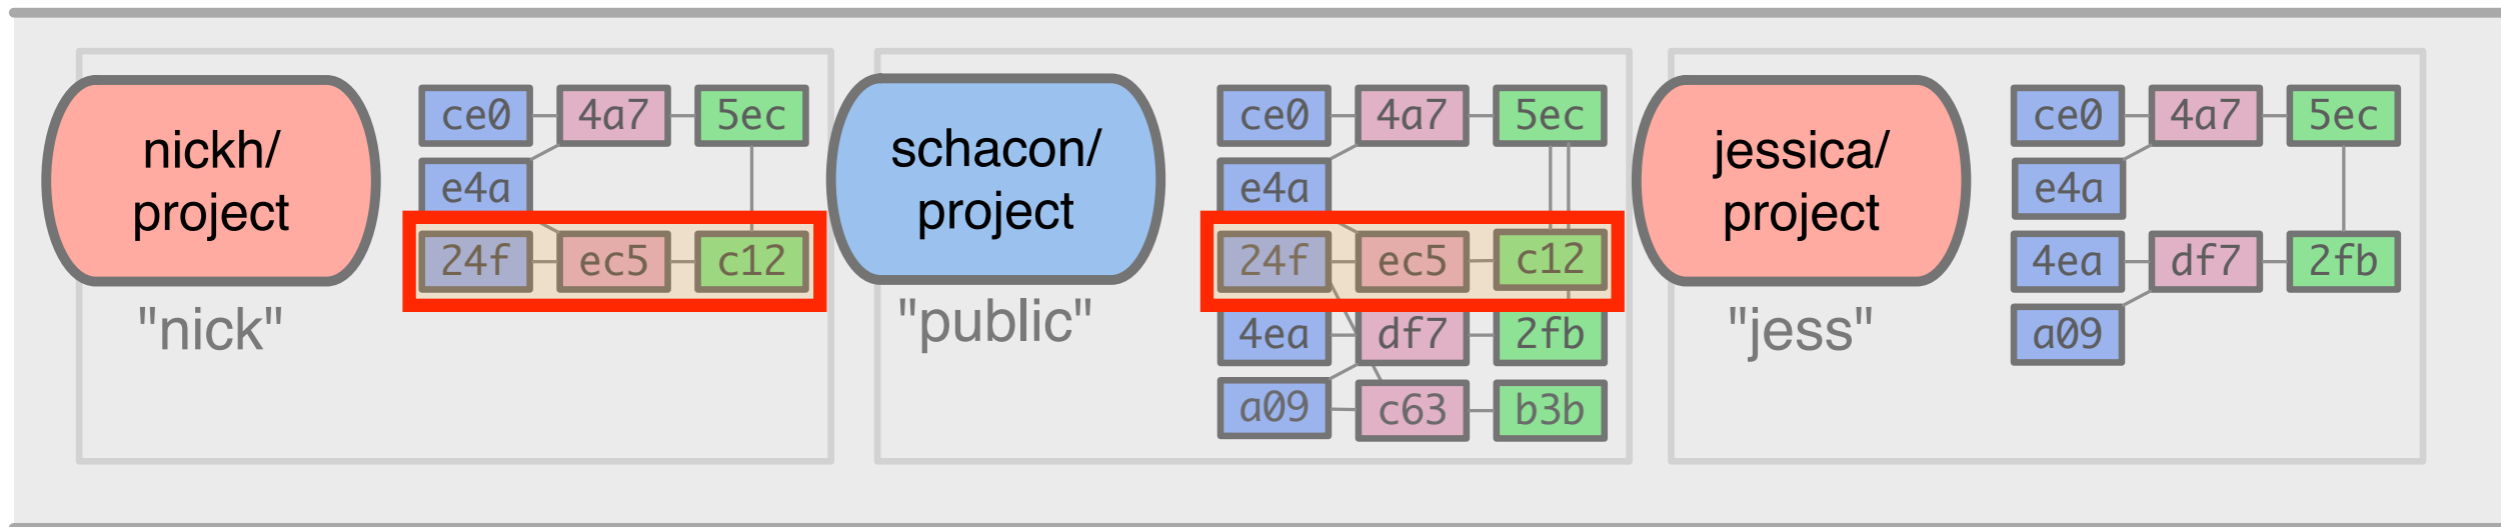 nickh/
project
"nick"
ce0 4a7 5ec
e4a
24f ec5 c12
schacon/
project
"public"
ce0 4a7 5ec
e4a
24f ec5 c12
4ea df7 2fb
a09 c63 b3b
jessica/
project
"jess"
ce0 4a7 5ec
e4a
4ea df7 2fb
a09